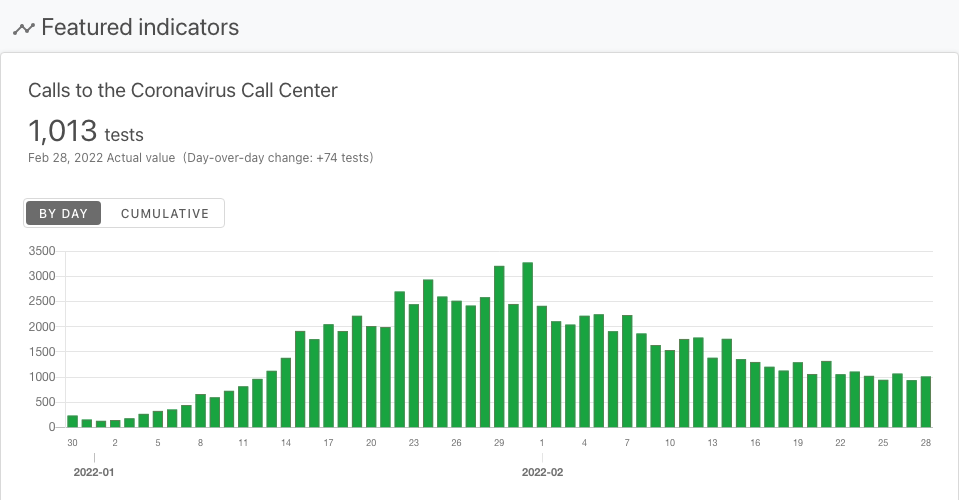 Featured indicators
Calls to the Coronavirus Call Center
1,013 tests
Feb 28, 2022 Actual value (Day-over-day change: +74 tests)
BY DAY CUMULATIVE
3500
3000
2500
2000
1500
1000
500
0
30 2 5 8 11 14 17 20 23 26 29 1 4 7 10 13 16 19 22 25 28
2022-01 2022-02